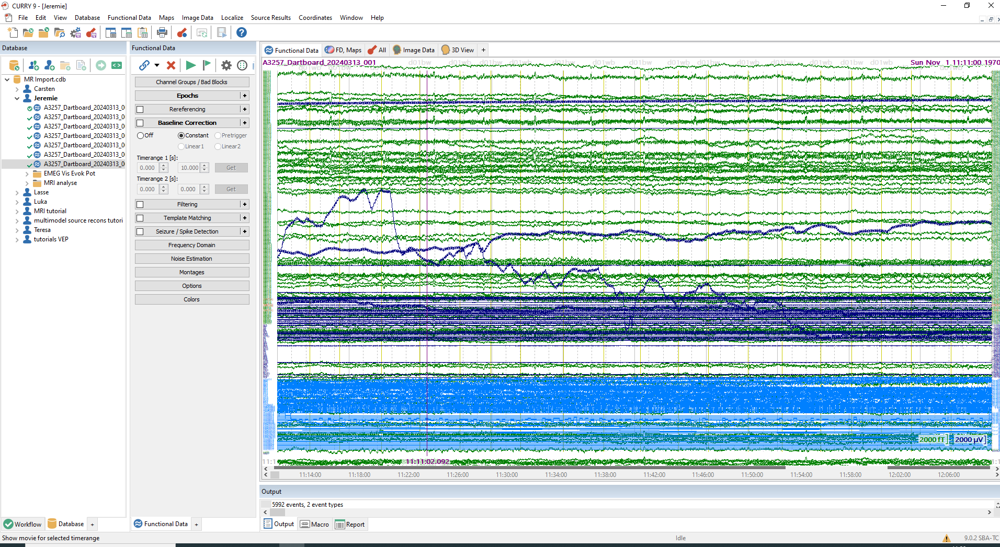 CURRY 9 - [Jeremie]
File Edit View Database Functional Data Maps Image Data Localize Source Results Coordinates Window Help
Database
MR Import.cdb
Carsten
Jeremie
A3257_Dartboard_20240313_0
A3257_Dartboard_20240313_0
A3257_Dartboard_20240313_0
A3257_Dartboard_20240313_0
A3257_Dartboard_20240313_0
A3257_Dartboard_20240313_0
A3257_Dartboard_20240313_0
EMEG Vis Evok Pot
MRI analyse
Lasse
Luka
MRI tutorial
multimodel source recons tutori
Teresa
tutorials VEP
Workflow Database +
Functional Data
Channel Groups / Bad Blocks
Epochs +
Rereferencing +
Baseline Correction +
Off Constant Pretrigger
Linear1 Linear2
Timerange 1 [s]:
0.000 10.000 Get
Timerange 2 [s]:
0.000 0.000 Get
Filtering +
Template Matching +
Seizure / Spike Detection +
Frequency Domain
Noise Estimation
Montages
Options
Colors
Functional Data +
Functional Data FD, Maps All Image Data 3D View +
A3257_Dartboard_20240313_001
Sun Nov 1 11:11:00 1970
d01bw d01wb d01bw d01wb d01bw d01wb d01bw d01wb d01bw d01wb d01wb
2000 fT] 2000 µV]
11:11:02.092
11:14:00 11:18:00 11:22:00 11:26:00 11:30:00 11:34:00 11:38:00 11:42:00 11:46:00 11:50:00 11:54:00 11:58:00 12:02:00 12:06:00
Output
5992 events, 2 event types
Output Macro Report
Show movie for selected timerange
Idle
9.0.2 SBA-TC